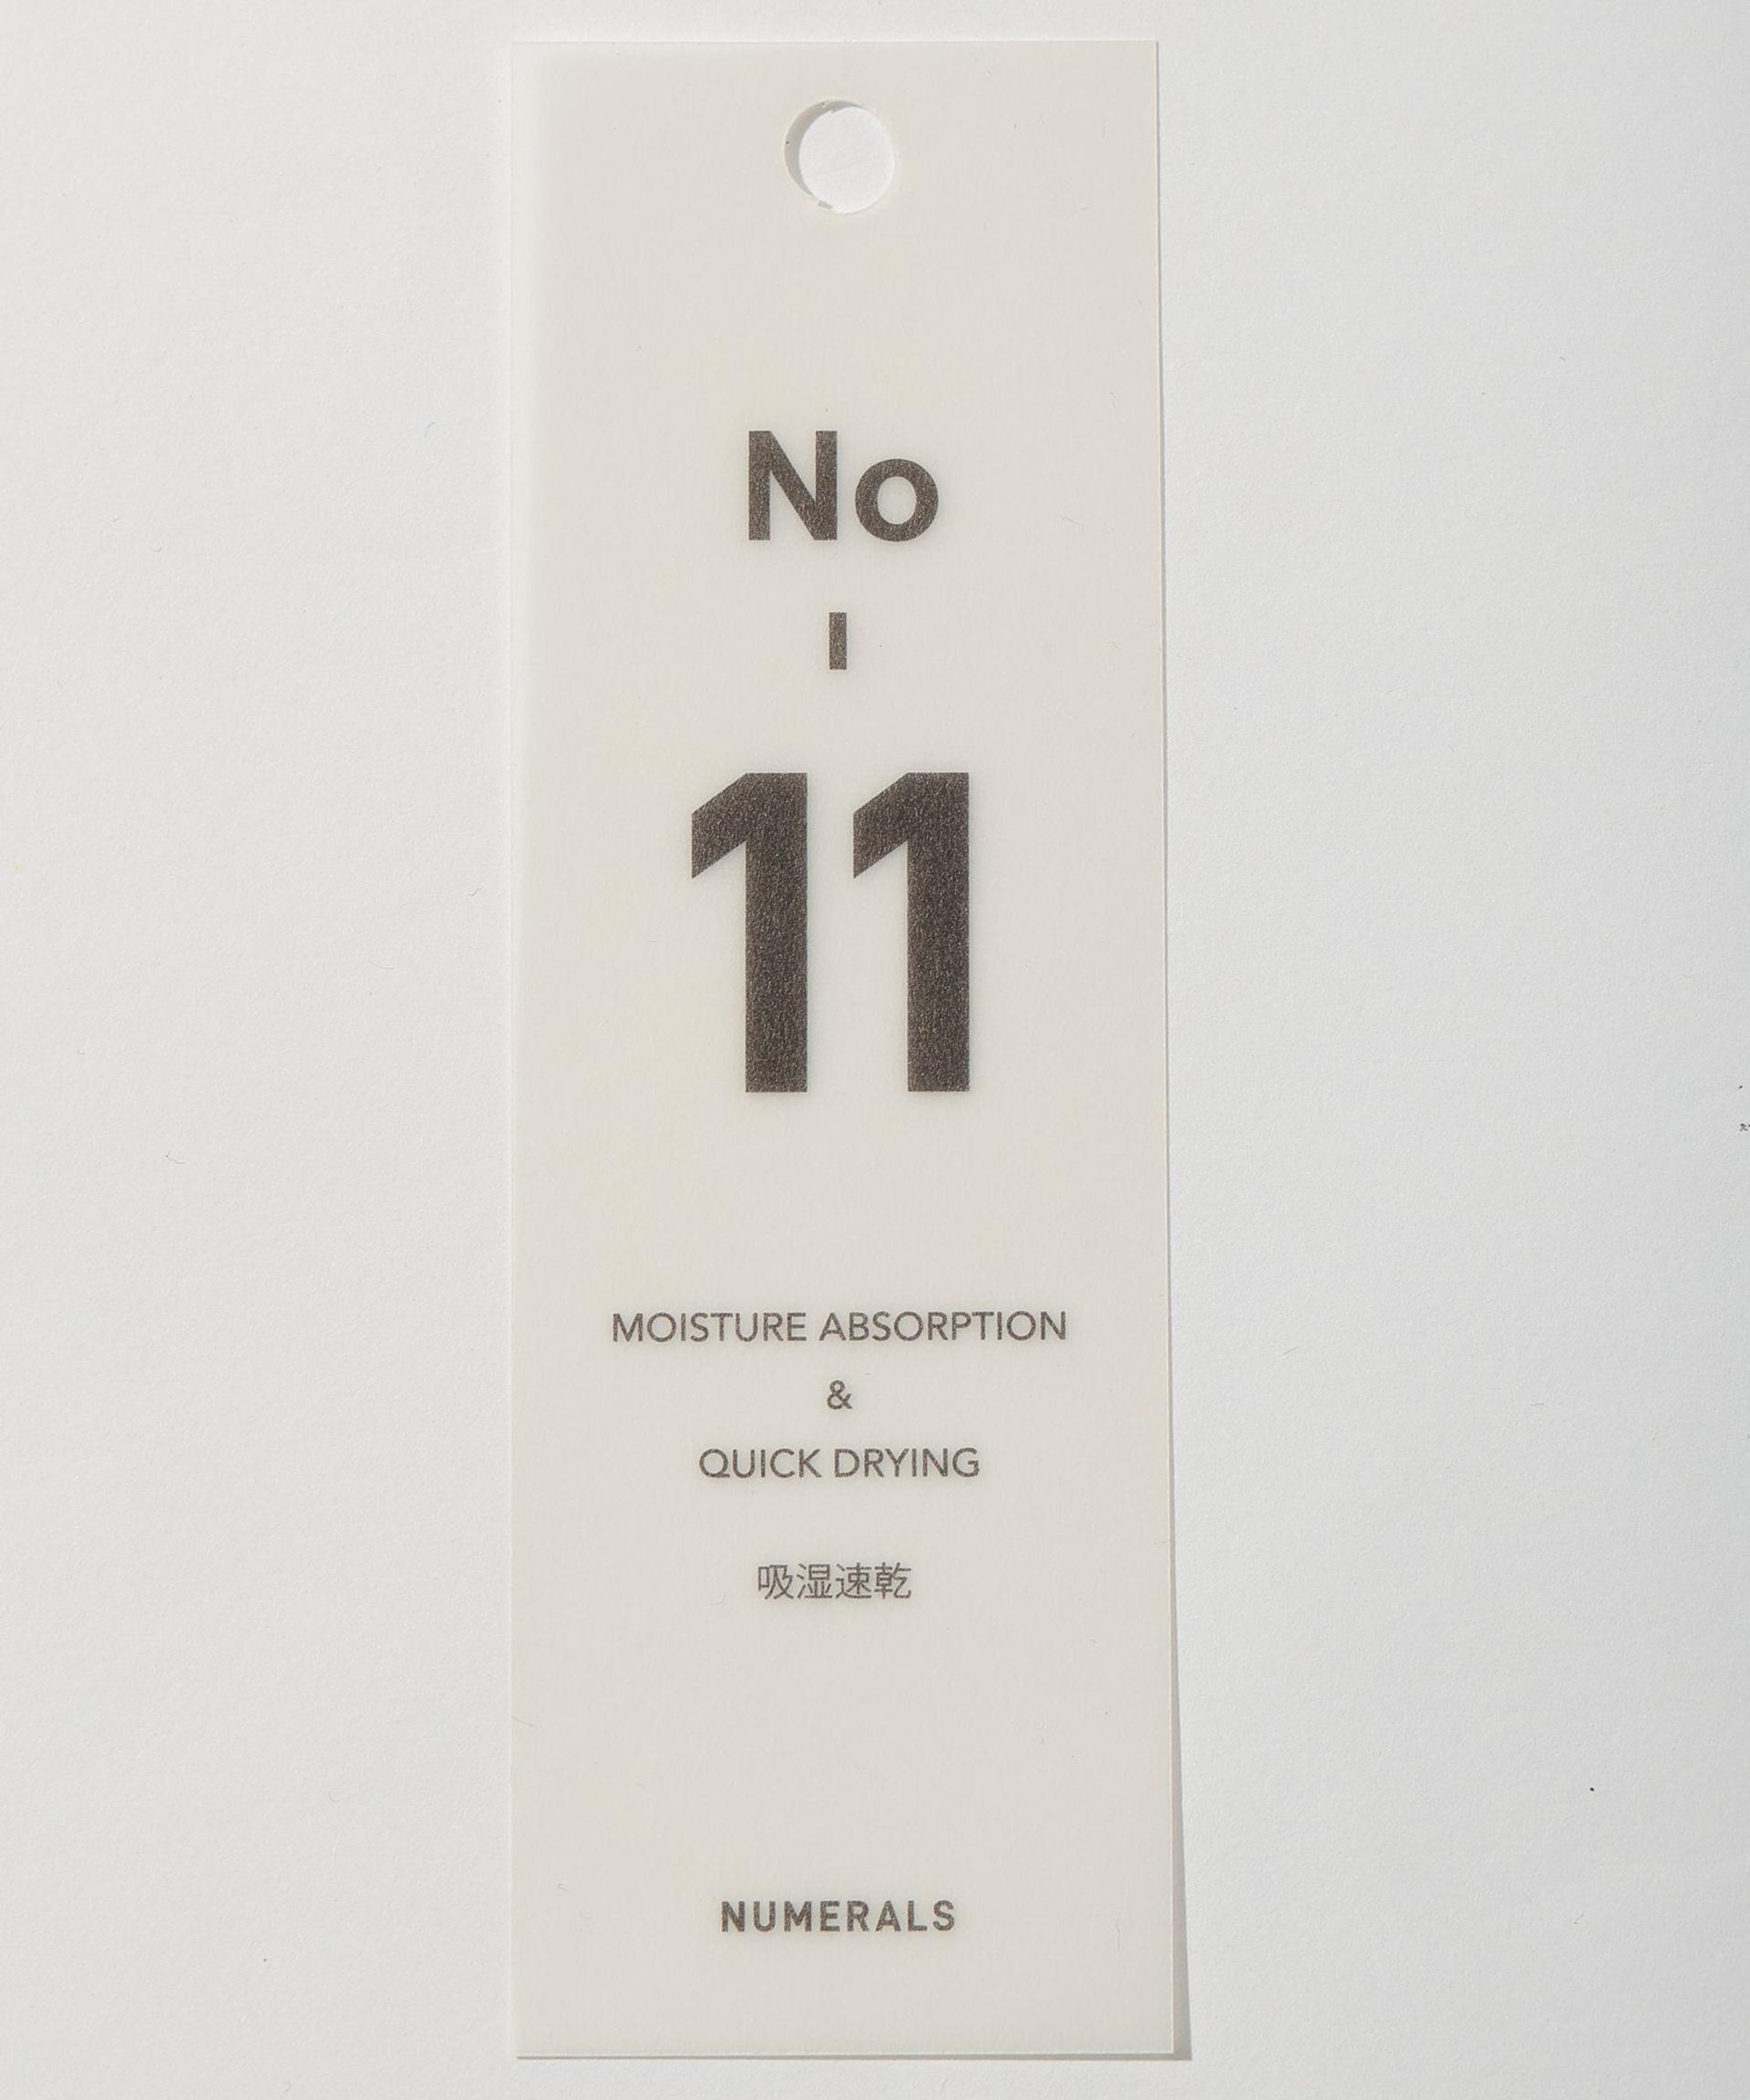 No
-
11
MOISTURE ABSORPTION
&
QUICK DRYING
吸湿速乾
NUMERALS